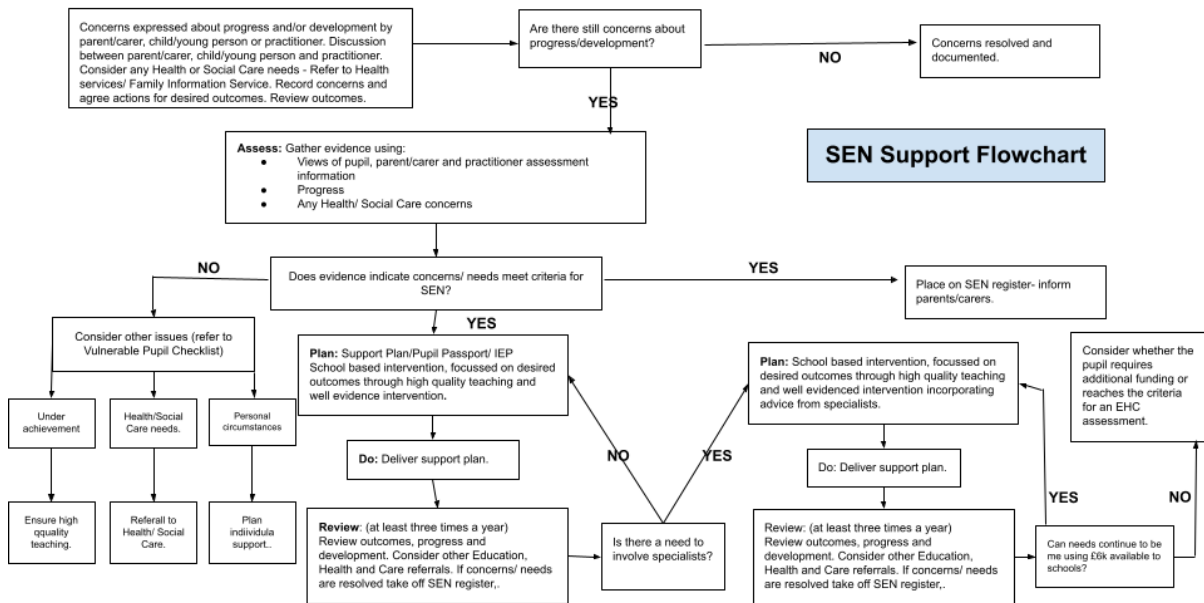 Concerns expressed about progress and/or development by
parent/carer, child/young person or practitioner. Discussion
between parent/carer, child/young person and practitioner.
Consider any Health or Social Care needs - Refer to Health
services/ Family Information Service. Record concerns and
agree actions for desired outcomes. Review outcomes.
Are there still concerns about
progress/development?
NO
Concerns resolved and
documented.
YES
SEN Support Flowchart
Assess: Gather evidence using:
● Views of pupil, parent/carer and practitioner assessment
information
● Progress
● Any Health/ Social Care concerns
Does evidence indicate concerns/ needs meet criteria for
SEN?
NO
YES
Place on SEN register- inform
parents/carers.
YES
Consider other issues (refer to
Vulnerable Pupil Checklist)
Under
achievement
Health/Social
Care needs.
Personal
circumstances
Ensure high
qquality
teaching.
Referall to
Health/ Social
Care.
Plan
indiividula
support..
Plan: Support Plan/Pupil Passport/ IEP
School based intervention, focussed on desired
outcomes through high quality teaching and
well evidence intervention.
Do: Deliver support plan.
Review: (at least three times a year)
Review outcomes, progress and
development. Consider other Education,
Health and Care referrals. If concerns/ needs
are resolved take off SEN register,.
Is there a need to
involve specialists?
NO
YES
Plan: School based intervention, focussed on
desired outcomes through high quality teaching
and well evidenced intervention incorporating
advice from specialists.
Do: Deliver support plan.
Review: (at least three times a year)
Review outcomes, progress and
development. Consider other Education,
Health and Care referrals. If concerns/ needs
are resolved take off SEN register,.
Can needs continue to be
me using £6k available to
schools?
YES
NO
Consider whether the
pupil requires
additional funding or
reaches the criteria
for an EHC
assessment.